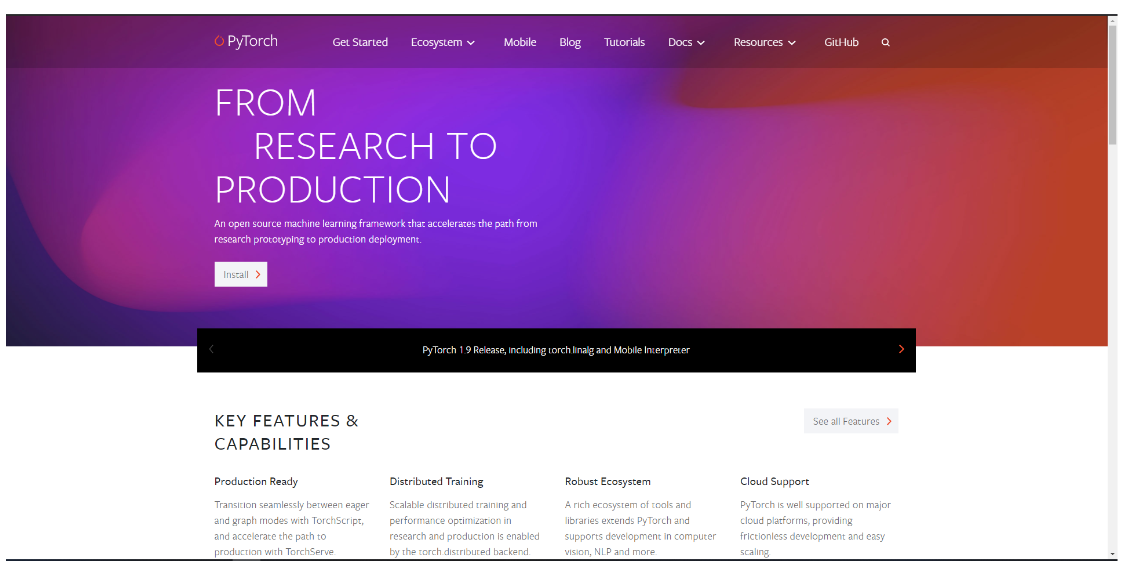 PyTorch
Get Started
Ecosystem
Mobile
Blog
Tutorials
Docs
Resources
GitHub
FROM
RESEARCH TO
PRODUCTION
An open source machine learning framework that accelerates the path from
research prototyping to production deployment.
Install
PyTorch 1.9 Release, including torch.linalg and Mobile Interpreter
KEY FEATURES &
CAPABILITIES
See all Features
Production Ready
Transition seamlessly between eager
and graph modes with TorchScript,
and accelerate the path to
production with TorchServe.
Distributed Training
Scalable distributed training and
performance optimization in
research and production is enabled
by the torch.distributed backend.
Robust Ecosystem
A rich ecosystem of tools and
libraries extends PyTorch and
supports development in computer
vision, NLP and more.
Cloud Support
PyTorch is well supported on major
cloud platforms, providing
frictionless development and easy
scaling.